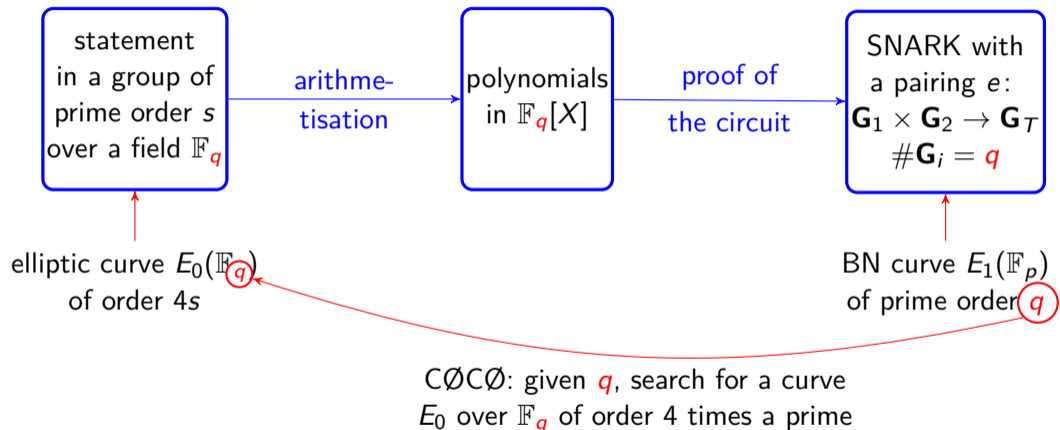 statement
in a group of
prime order s
over a field 𝔽q
arithme-
tisation
polynomials
in 𝔽q[X]
proof of
the circuit
SNARK with
a pairing e:
G₁ × G₂ → G_T
#Gᵢ = q
elliptic curve E₀(𝔽q)
of order 4s
BN curve E₁(𝔽p)
of prime order q
CØCØ: given q, search for a curve
E₀ over 𝔽q of order 4 times a prime